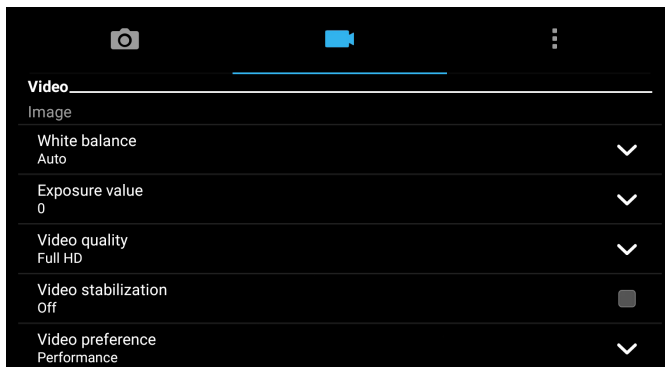 Video
Image
White balance
Auto
Exposure value
0
Video quality
Full HD
Video stabilization
Off
Video preference
Performance